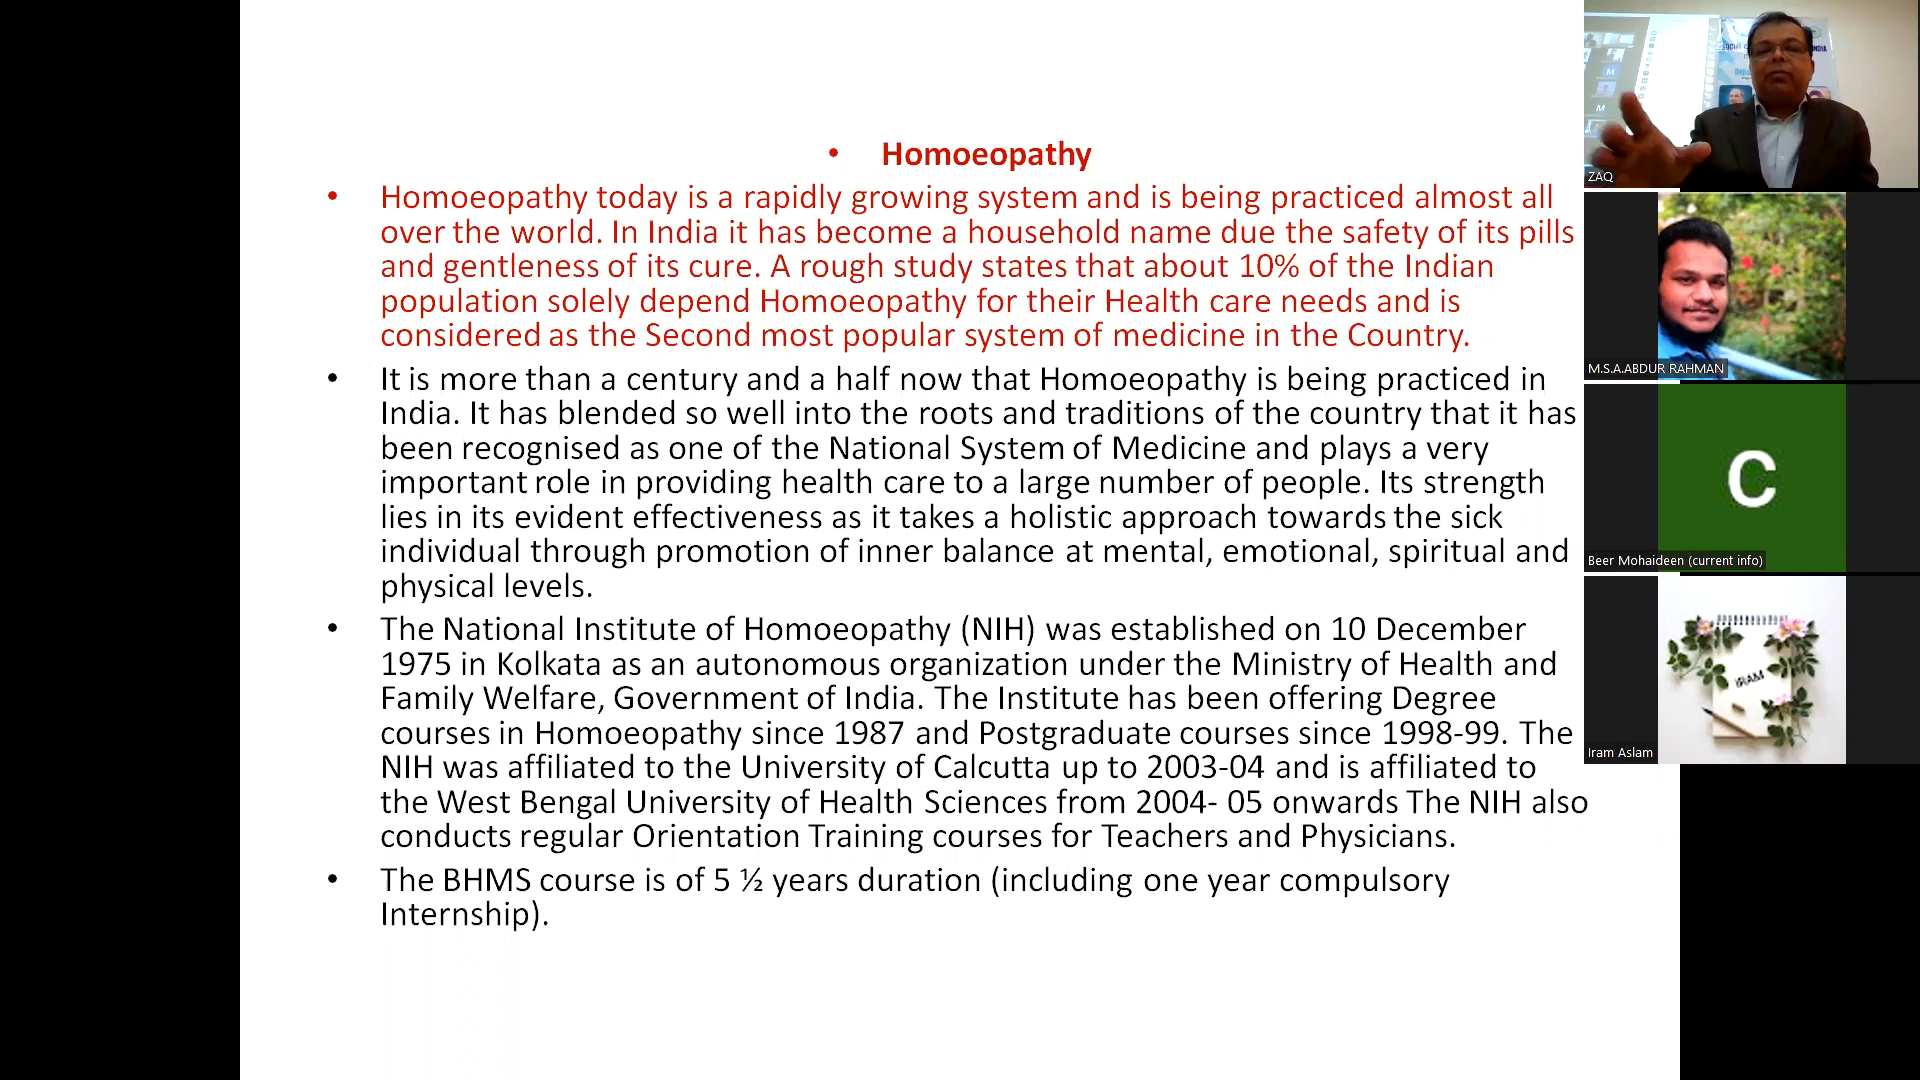 Homoeopathy
Homoeopathy today is a rapidly growing system and is being practiced almost all
over the world. In India it has become a household name due the safety of its pills
and gentleness of its cure. A rough study states that about 10% of the Indian
population solely depend Homoeopathy for their Health care needs and is
considered as the Second most popular system of medicine in the Country.
It is more than a century and a half now that Homoeopathy is being practiced in
India. It has blended so well into the roots and traditions of the country that it has
been recognised as one of the National System of Medicine and plays a very
important role in providing health care to a large number of people. Its strength
lies in its evident effectiveness as it takes a holistic approach towards the sick
individual through promotion of inner balance at mental, emotional, spiritual and
physical levels.
The National Institute of Homoeopathy (NIH) was established on 10 December
1975 in Kolkata as an autonomous organization under the Ministry of Health and
Family Welfare, Government of India. The Institute has been offering Degree
courses in Homoeopathy since 1987 and Postgraduate courses since 1998-99. The
NIH was affiliated to the University of Calcutta up to 2003-04 and is affiliated to
the West Bengal University of Health Sciences from 2004- 05 onwards The NIH also
conducts regular Orientation Training courses for Teachers and Physicians.
The BHMS course is of 5 ½ years duration (including one year compulsory
Internship).
ZAQ
M.S.A.ABDUR RAHMAN
C
Beer Mohaideen (current info)
IRAM
Iram Aslam